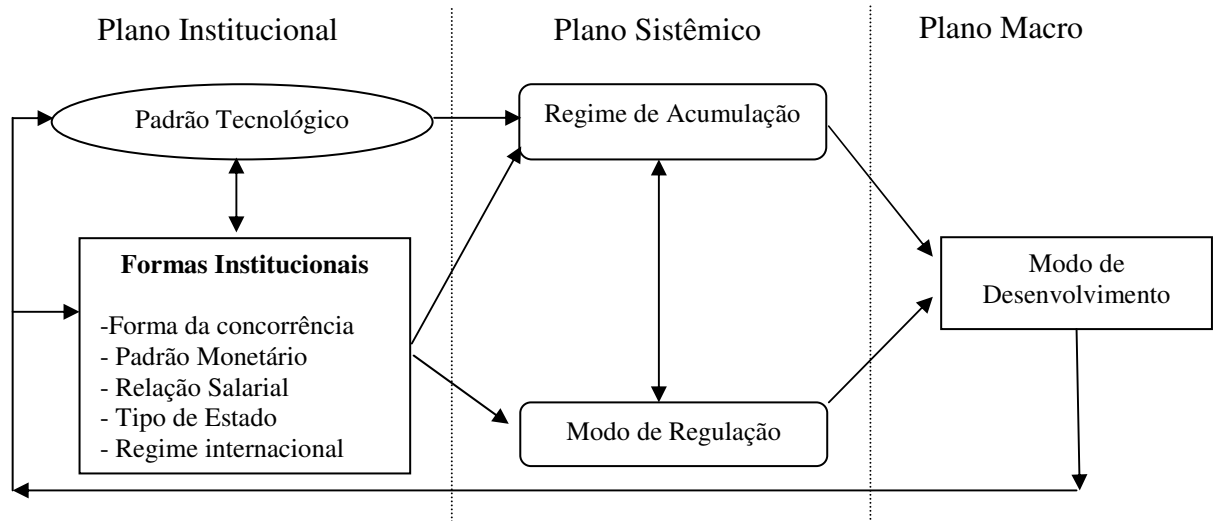 Plano Institucional
Plano Sistêmico
Plano Macro
Padrão Tecnológico
Regime de Acumulação
Formas Institucionais
-Forma da concorrência
- Padrão Monetário
- Relação Salarial
- Tipo de Estado
- Regime internacional
Modo de Regulação
Modo de
Desenvolvimento